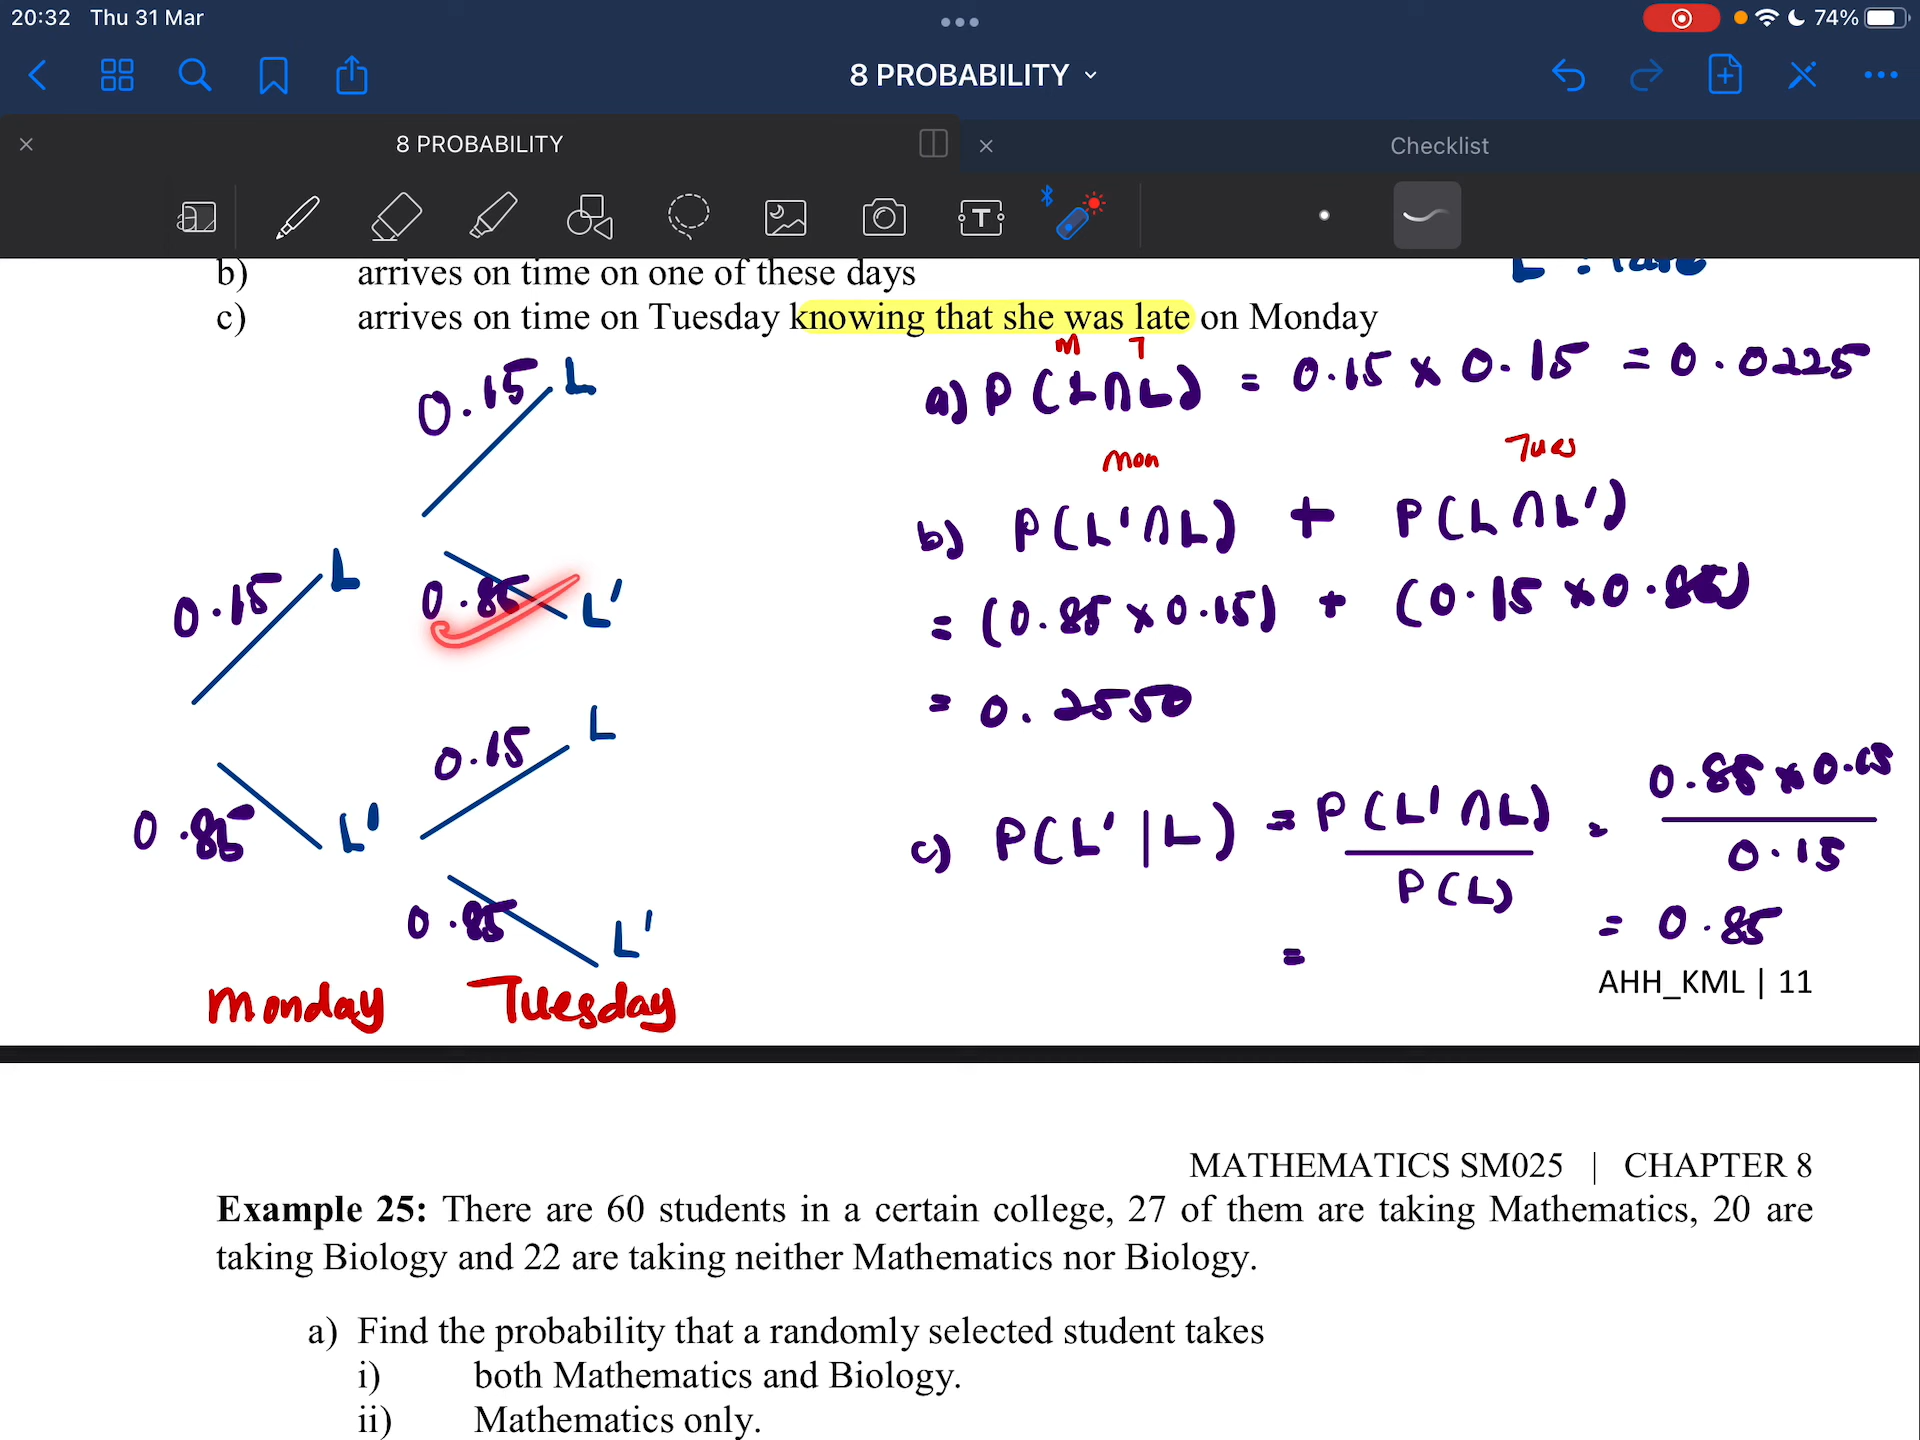 20:32 Thu 31 Mar
74%
8 PROBABILITY
8 PROBABILITY
Checklist
b) arrives on time on one of these days
L : late
c) arrives on time on Tuesday knowing that she was late on Monday
M T
a) P(L∩L) = 0.15 × 0.15 = 0.0225
Mon Tues
b) P(L'∩L) + P(L∩L')
= (0.85 × 0.15) + (0.15 × 0.85)
= 0.2550
c) P(L'|L) = P(L'∩L) / P(L) = 0.85 × 0.15 / 0.15
= = 0.85
0.15 L
0.15 L
0.85 L'
0.15 L
0.85 L'
0.85 L'
Monday Tuesday
AHH_KML | 11
MATHEMATICS SM025 | CHAPTER 8
Example 25: There are 60 students in a certain college, 27 of them are taking Mathematics, 20 are
taking Biology and 22 are taking neither Mathematics nor Biology.
a) Find the probability that a randomly selected student takes
i) both Mathematics and Biology.
ii) Mathematics only.